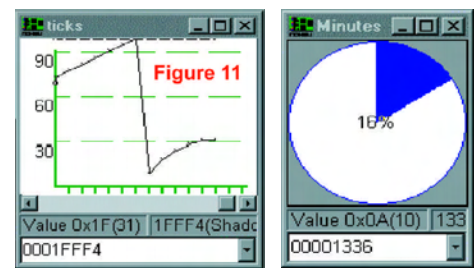 ticks
90
Figure 11
60
30
Value 0x1F(31) 1FFF4(Shado
0001FFF4
Minutes
16%
Value 0x0A(10) 133
00001336